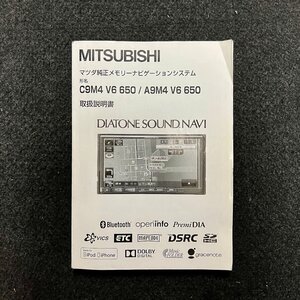 MITSUBISHI
マツダ純正メモリーナビゲーションシステム
形名
C9M4 V6 650 / A9M4 V6 650
取扱説明書
DIATONE SOUND NAVI
Bluetooth openinfo PremiDIA
VICS ETC DSRC
iPod iPhone DOLBY DIGITAL gracenote